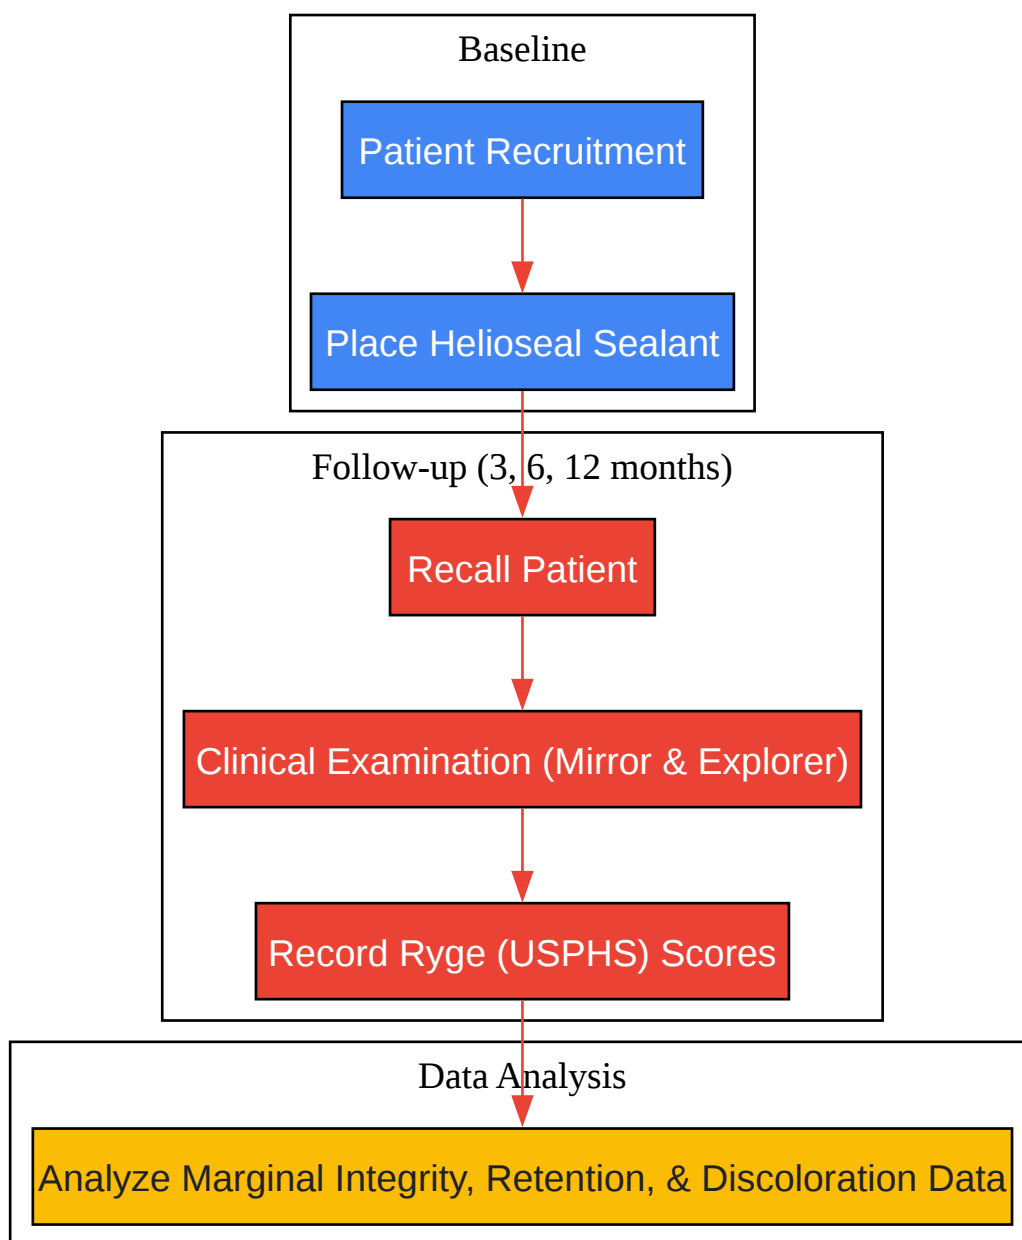 Baseline
Patient Recruitment
Place Helioseal Sealant
Follow-up (3, 6, 12 months)
Recall Patient
Clinical Examination (Mirror & Explorer)
Record Ryge (USPHS) Scores
Data Analysis
Analyze Marginal Integrity, Retention, & Discoloration Data